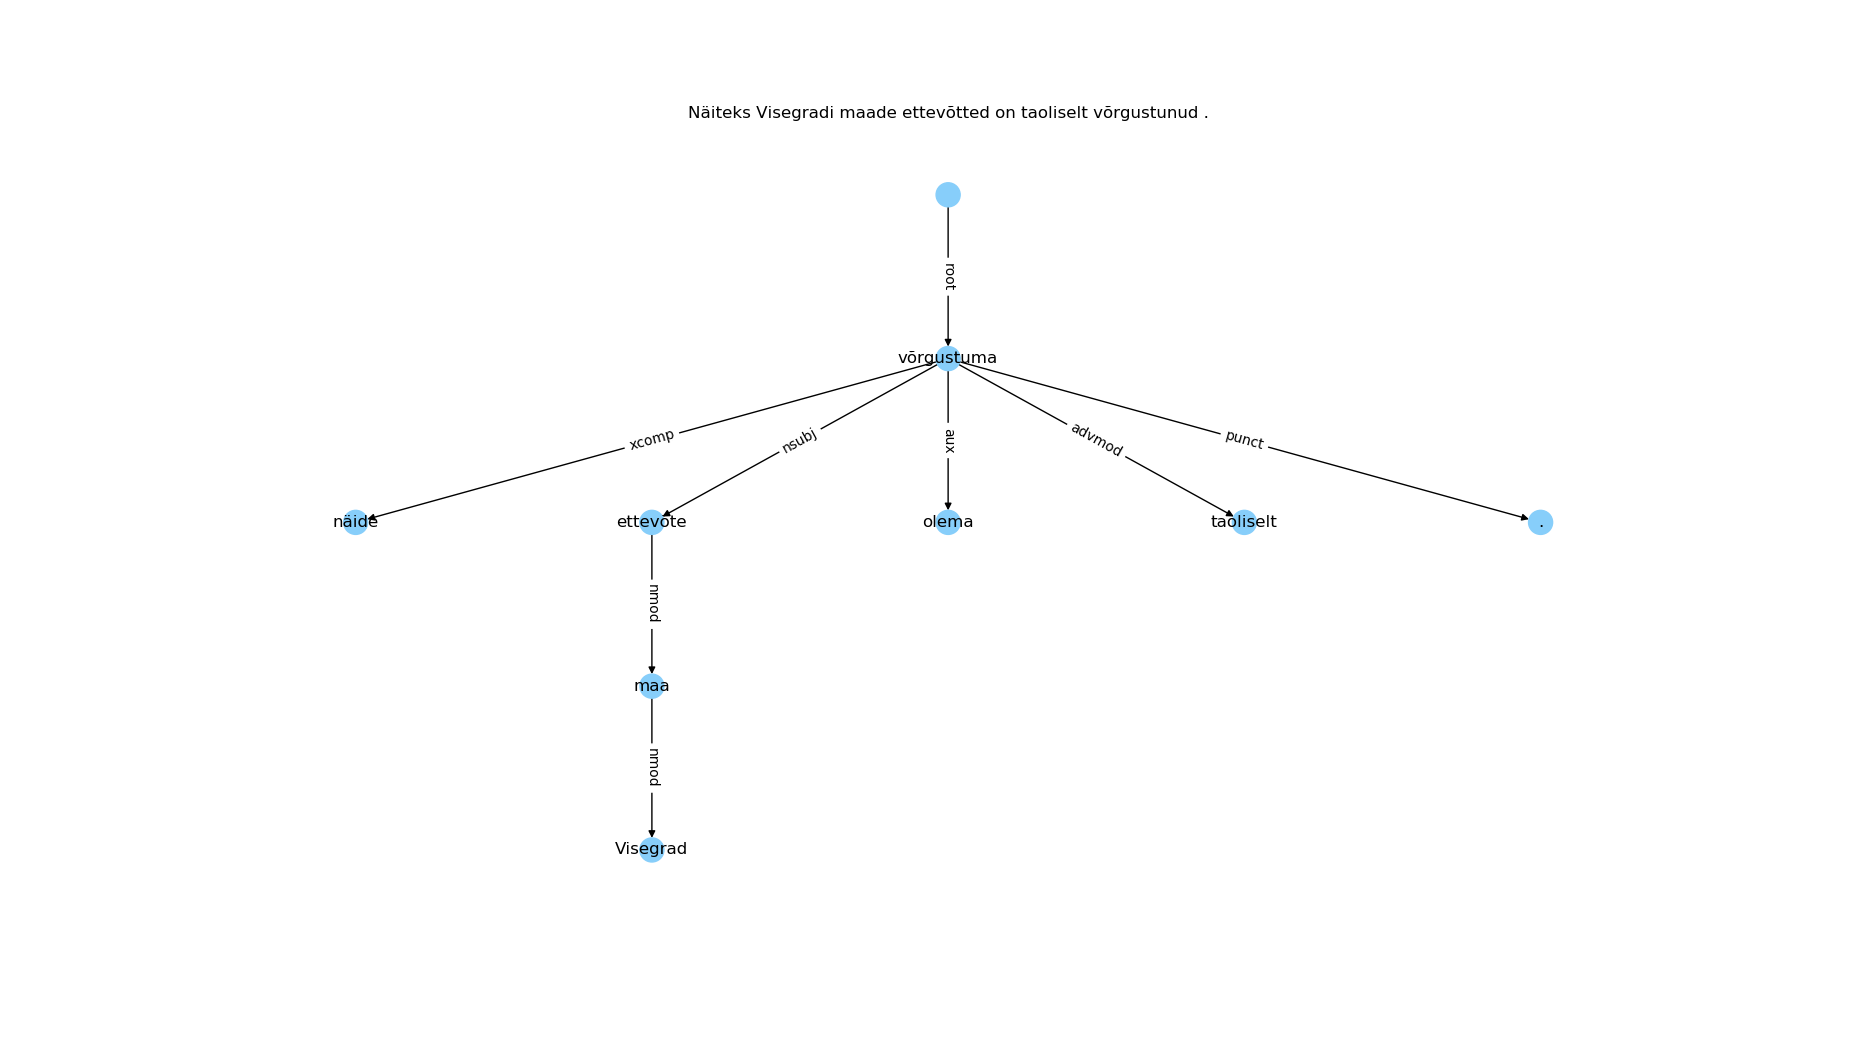 Näiteks Visegradi maade ettevõtted on taoliselt võrgustunud .
root
võrgustuma
xcomp
nsubj
aux
advmod
punct
näide
ettevõte
olema
taoliselt
.
nmod
maa
nmod
Visegrad